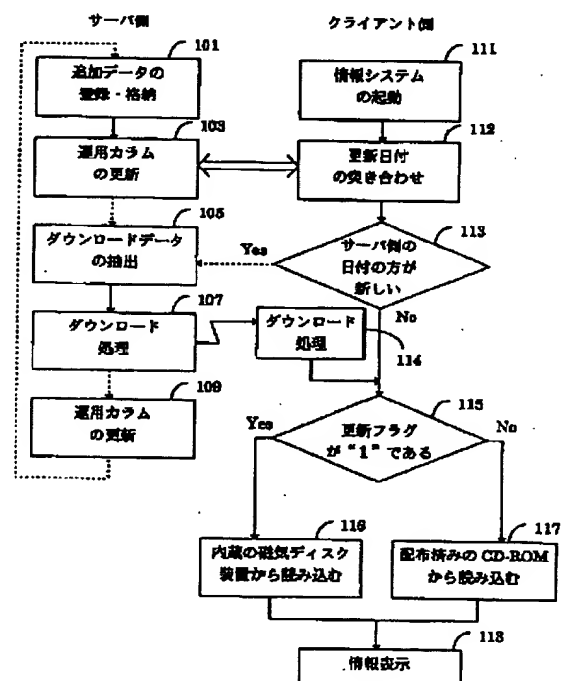 サーバ側
クライアント側
101
追加データの
登録・格納
111
情報システム
の起動
103
運用カラム
の更新
112
更新日付
の突き合わせ
105
ダウンロードデータ
の抽出
Yes
113
サーバ側の
日付の方が
新しい
No
107
ダウンロード
処理
ダウンロード
処理
114
109
運用カラム
の更新
115
Yes
更新フラグ
が“1”である
No
116
内蔵の磁気ディスク
装置から読み込む
117
配布済みの CD-ROM
から読み込む
118
情報表示